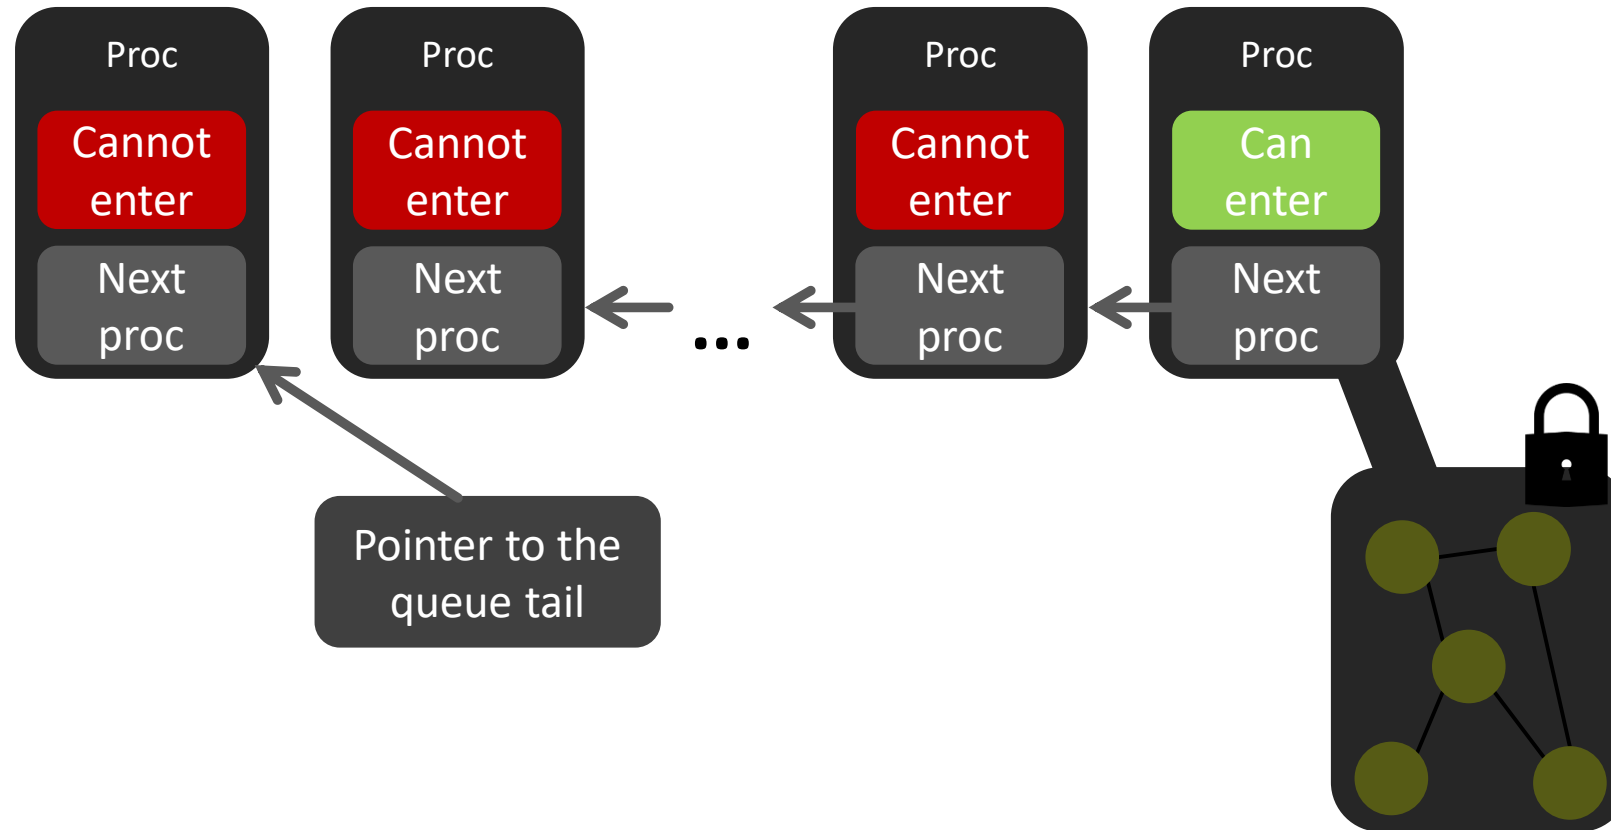 Proc
Cannot
enter
Next
proc
Proc
Cannot
enter
Next
proc
...
Proc
Cannot
enter
Next
proc
Proc
Can
enter
Next
proc
Pointer to the
queue tail